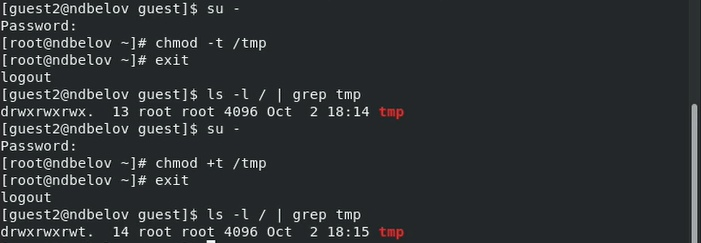 [guest2@ndbelov guest]$ su -
Password:
[root@ndbelov ~]# chmod -t /tmp
[root@ndbelov ~]# exit
logout
[guest2@ndbelov guest]$ ls -l / | grep tmp
drwxrwxrwx.  13 root root 4096 Oct  2 18:14 tmp
[guest2@ndbelov guest]$ su -
Password:
[root@ndbelov ~]# chmod +t /tmp
[root@ndbelov ~]# exit
logout
[guest2@ndbelov guest]$ ls -l / | grep tmp
drwxrwxrwt.  14 root root 4096 Oct  2 18:15 tmp